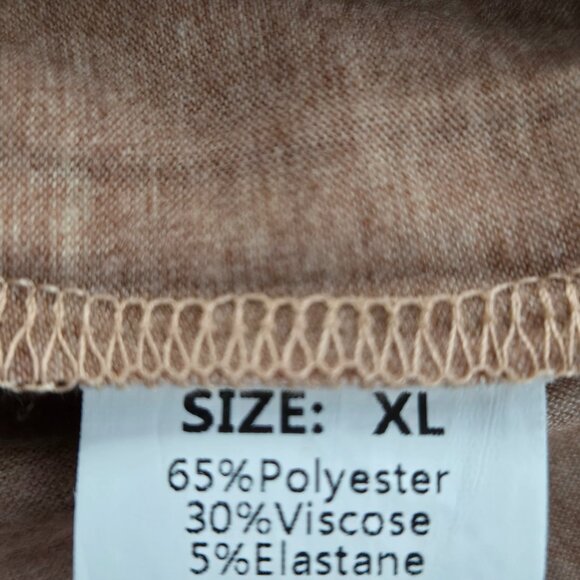 SIZE: XL
65%Polyester
30%Viscose
5%Elastane